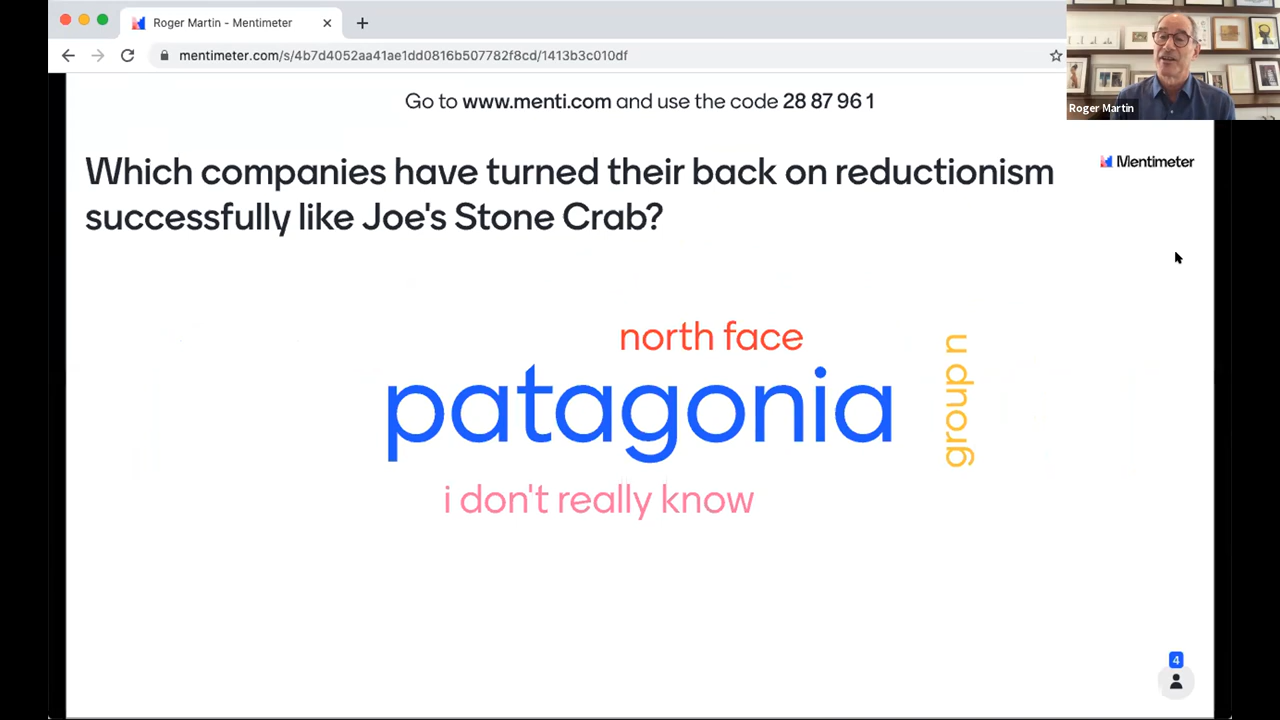 Roger Martin - Mentimeter
mentimeter.com/s/4b7d4052aa41ae1dd0816b507782f8cd/1413b3c010df
Roger Martin
Go to www.menti.com and use the code 28 87 96 1
Mentimeter
Which companies have turned their back on reductionism
successfully like Joe's Stone Crab?
north face
patagonia
group n
i don't really know
4